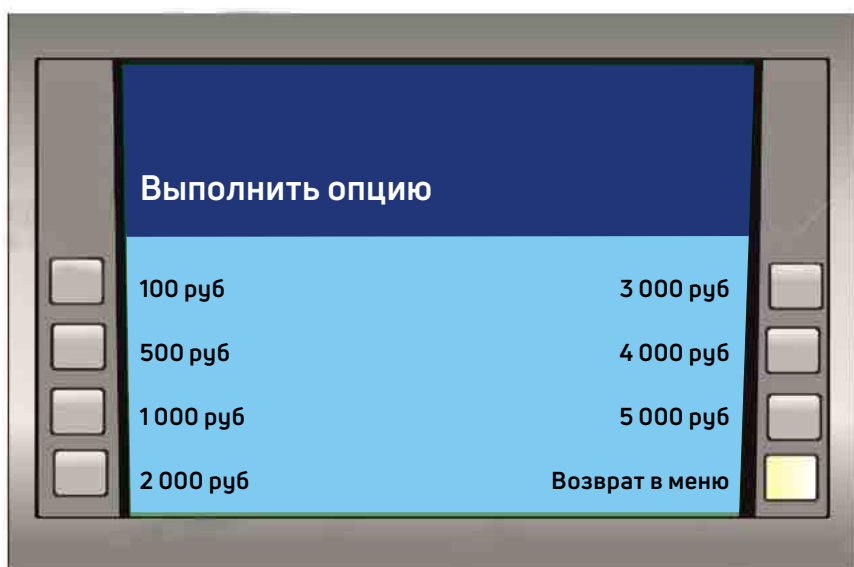 Выполнить опцию
100 руб
500 руб
1 000 руб
2 000 руб
3 000 руб
4 000 руб
5 000 руб
Возврат в меню